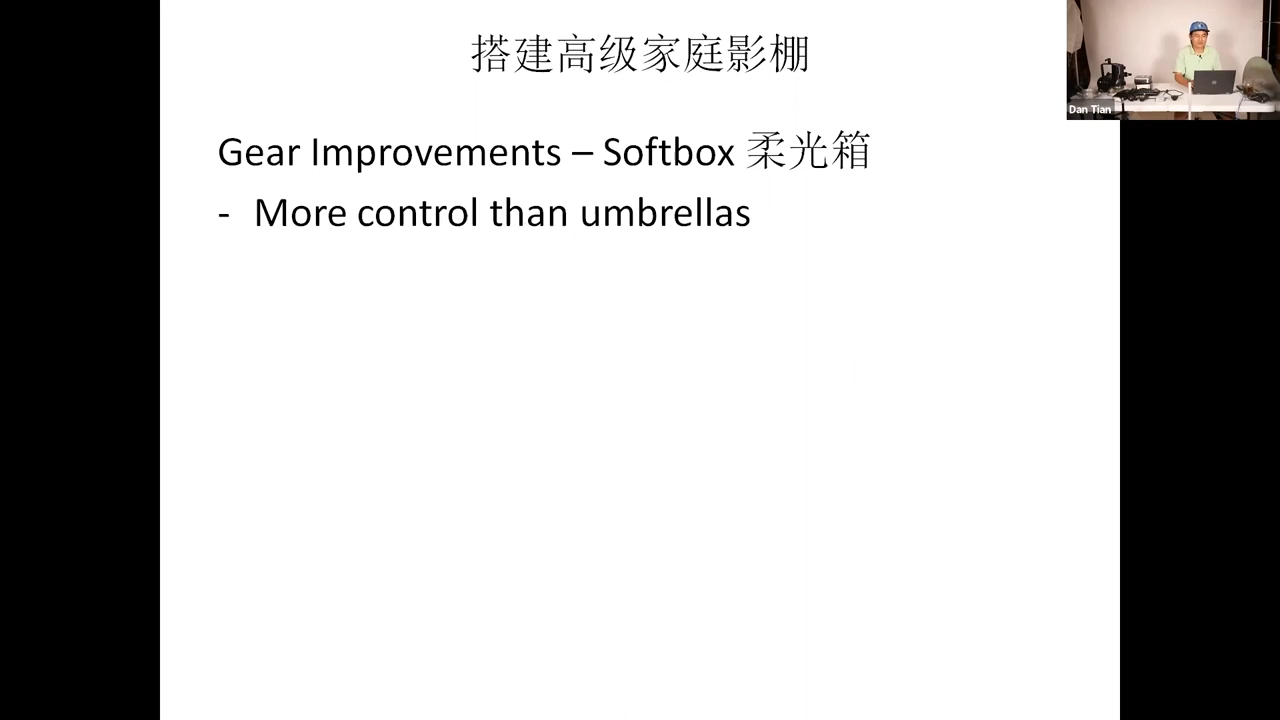 搭建高级家庭影棚
Dan Tian
Gear Improvements – Softbox 柔光箱
- More control than umbrellas